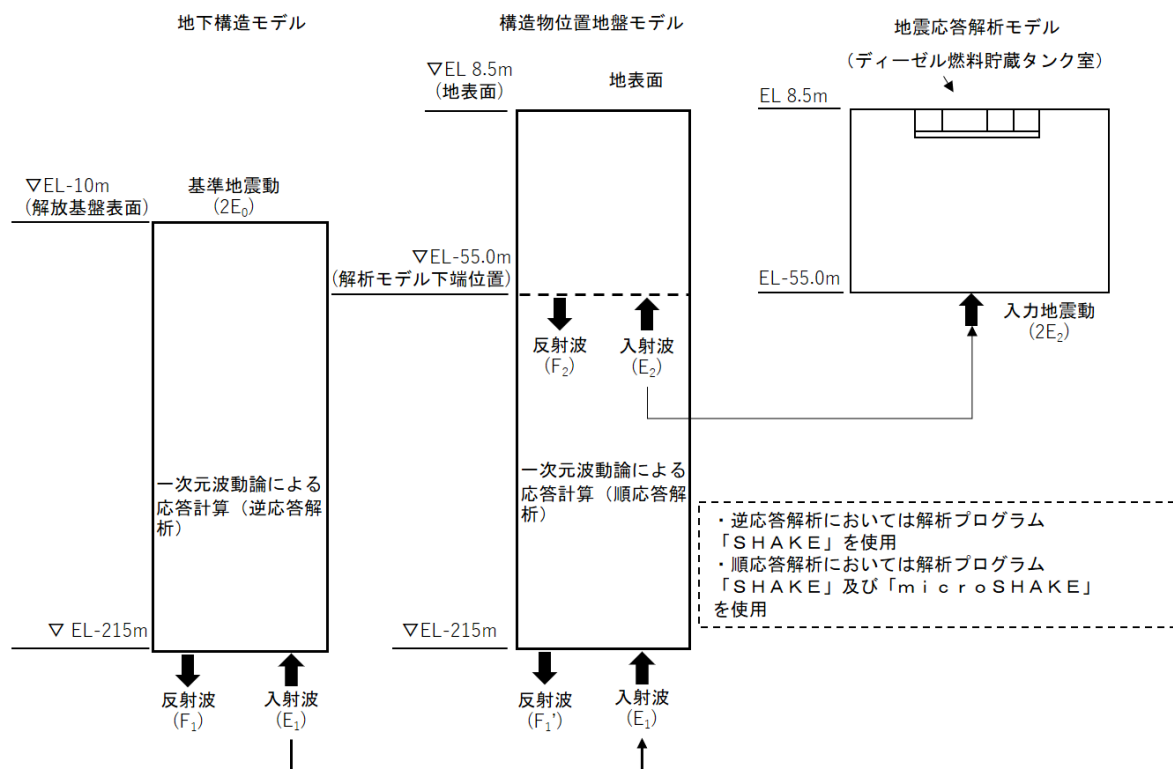 地下構造モデル
▽EL-10m
(解放基盤表面)
基準地震動
(2E₀)
一次元波動論による
応答計算（逆応答解
析）
▽ EL-215m
反射波
(F₁)
入射波
(E₁)
構造物位置地盤モデル
▽EL 8.5m
(地表面)
地表面
▽EL-55.0m
(解析モデル下端位置)
反射波
(F₂)
入射波
(E₂)
一次元波動論による
応答計算（順応答解
析）
▽EL-215m
反射波
(F₁')
入射波
(E₁)
地震応答解析モデル
（ディーゼル燃料貯蔵タンク室）
EL 8.5m
EL-55.0m
入力地震動
(2E₂)
・逆応答解析においては解析プログラム
「ＳＨＡＫＥ」を使用
・順応答解析においては解析プログラム
「ＳＨＡＫＥ」及び「ｍｉｃｒｏＳＨＡＫＥ」
を使用